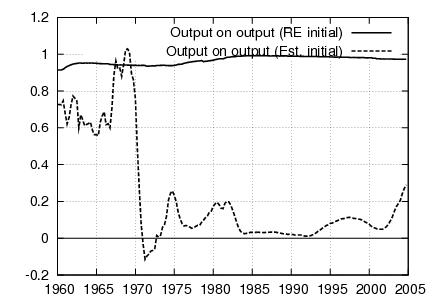 1.2
Output on output (RE initial)
1
Output on output (Est. initial)
0.8
0.6
0.4
0.2
0
-0.2
1960 1965 1970 1975 1980 1985 1990 1995 2000 2005